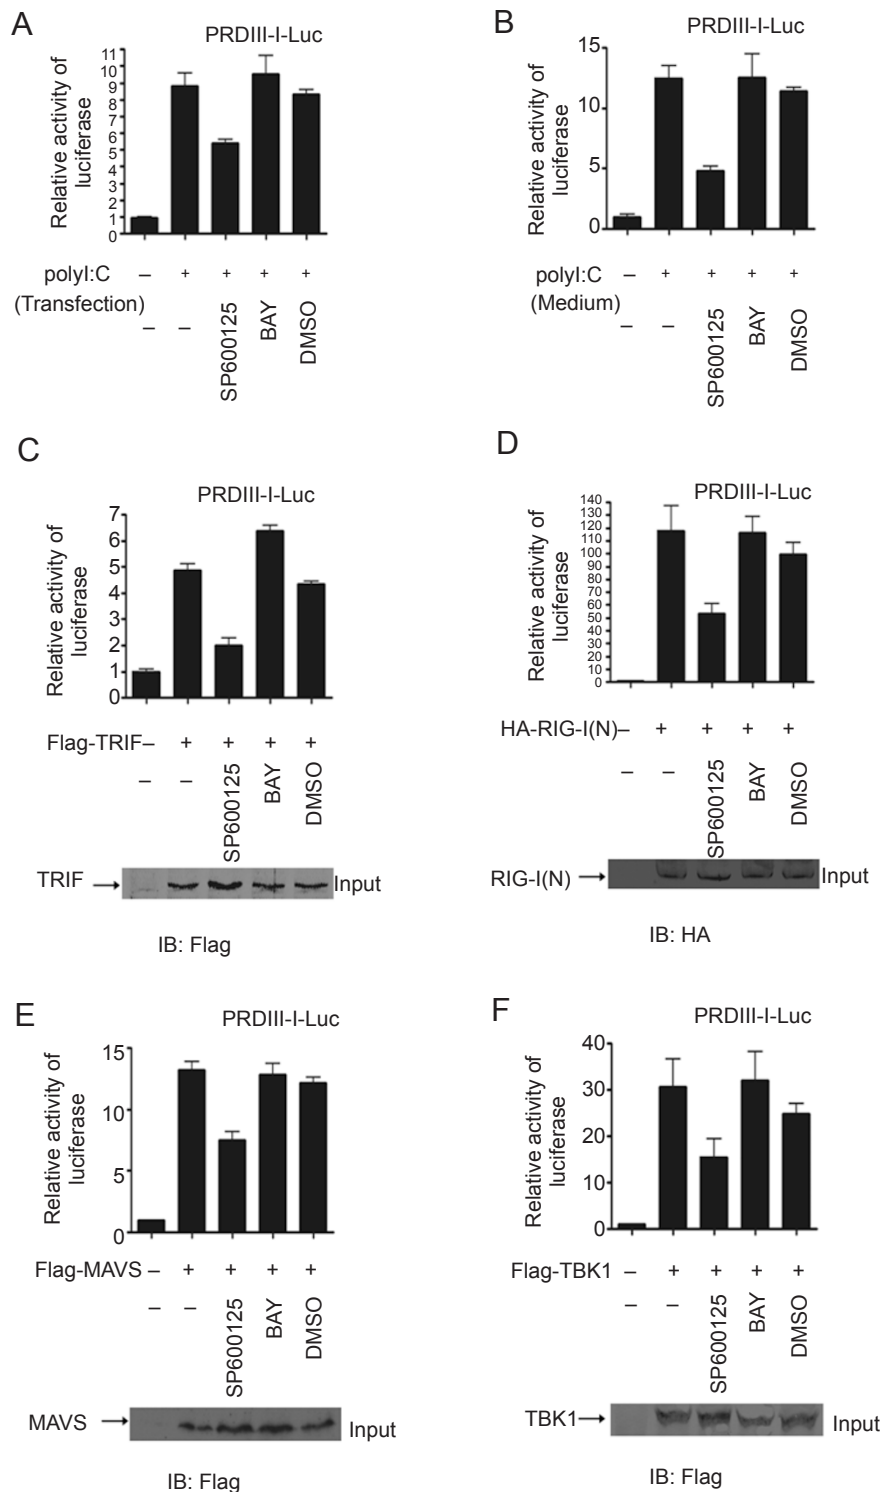 A
PRDIII-I-Luc
Relative activity of
luciferase
11
10
9
8
7
6
5
4
3
2
1
0
polyI:C – + + + +
(Transfection)
– – SP600125 BAY DMSO
B
PRDIII-I-Luc
Relative activity of
luciferase
15
10
5
0
polyI:C – + + + +
(Medium)
– – SP600125 BAY DMSO
C
PRDIII-I-Luc
Relative activity of
luciferase
7
6
5
4
3
2
1
0
Flag-TRIF – + + + +
– – SP600125 BAY DMSO
TRIF Input
IB: Flag
D
PRDIII-I-Luc
Relative activity of
luciferase
140
130
120
110
100
90
80
70
60
50
40
30
20
10
0
HA-RIG-I(N) – + + + +
– – SP600125 BAY DMSO
RIG-I(N) Input
IB: HA
E
PRDIII-I-Luc
Relative activity of
luciferase
15
10
5
0
Flag-MAVS – + + + +
– – SP600125 BAY DMSO
MAVS Input
IB: Flag
F
PRDIII-I-Luc
Relative activity of
luciferase
40
30
20
10
0
Flag-TBK1 – + + + +
– – SP600125 BAY DMSO
TBK1 Input
IB: Flag